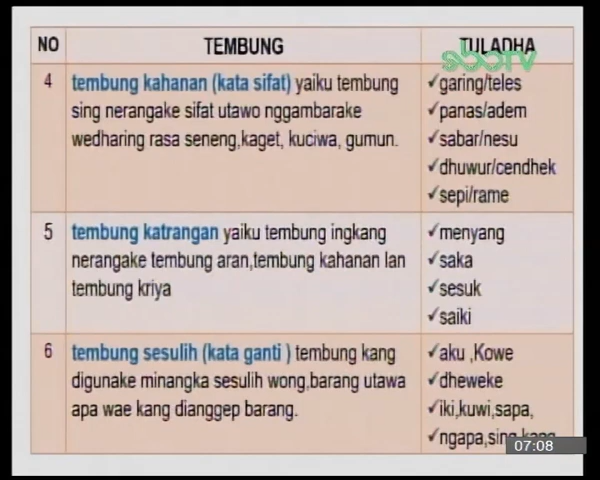 NO TEMBUNG TULADHA
sboTV
4 tembung kahanan (kata sifat) yaiku tembung
sing nerangake sifat utawo nggambarake
wedharing rasa seneng,kaget, kuciwa, gumun.
✓garing/teles
✓panas/adem
✓sabar/nesu
✓dhuwur/cendhek
✓sepi/rame
5 tembung katrangan yaiku tembung ingkang
nerangake tembung aran,tembung kahanan lan
tembung kriya
✓menyang
✓saka
✓sesuk
✓saiki
6 tembung sesulih (kata ganti ) tembung kang
digunake minangka sesulih wong,barang utawa
apa wae kang dianggep barang.
✓aku ,Kowe
✓dheweke
✓iki,kuwi,sapa,
✓ngapa,sing
07:08